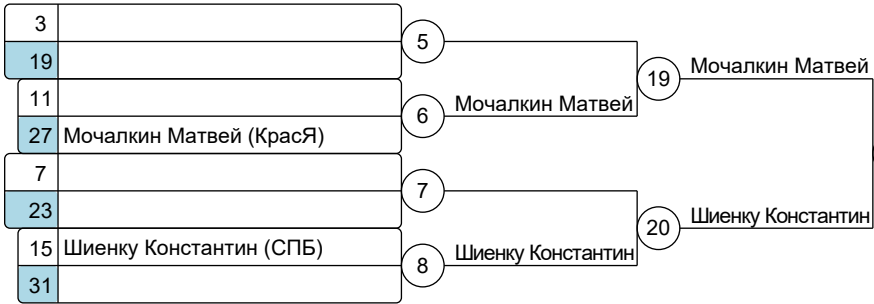 3
19
5
11
27 Мочалкин Матвей (КрасЯ)
6
Мочалкин Матвей
19
Мочалкин Матвей
7
23
7
15 Шиенку Константин (СПБ)
31
8
Шиенку Константин
20
Шиенку Константин